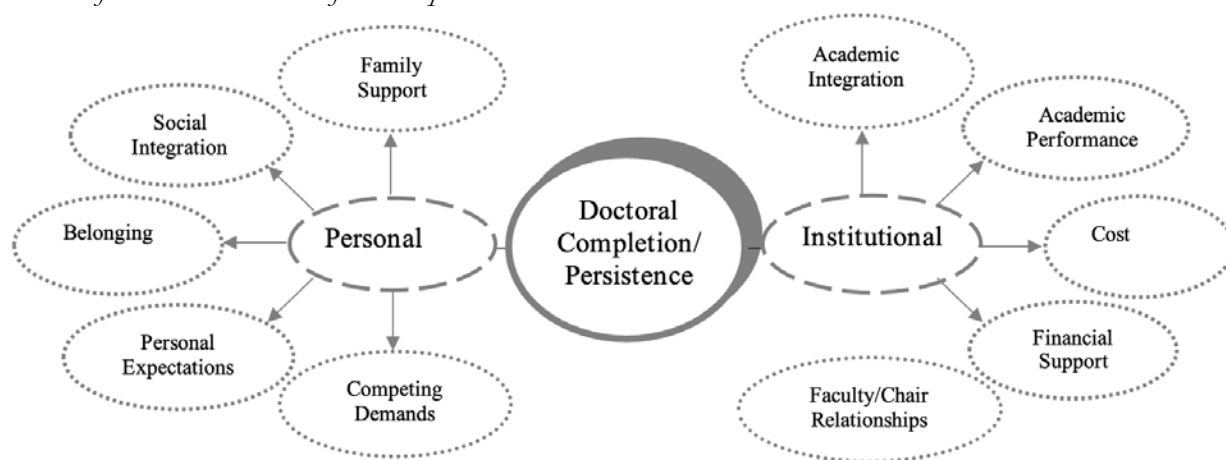 Family
Support
Social
Integration
Belonging
Personal
Personal
Expectations
Competing
Demands
Doctoral
Completion/
Persistence
Academic
Integration
Academic
Performance
Institutional
Cost
Financial
Support
Faculty/Chair
Relationships